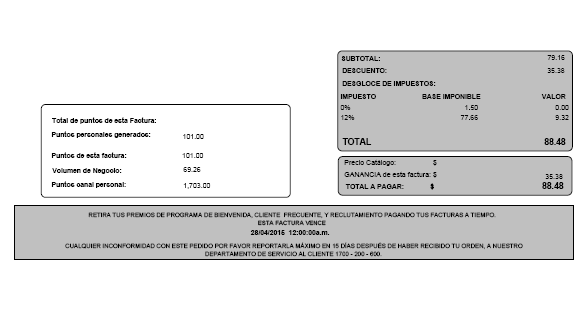 SUBTOTAL: 79.16
DESCUENTO: 35.38
DESGLOCE DE IMPUESTOS:
IMPUESTO BASE IMPONIBLE VALOR
0% 1.50 0.00
12% 77.66 9.32
TOTAL 88.48
Total de puntos de esta Factura:
Puntos personales generados: 101.00
Puntos de esta factura: 101.00
Volumen de Negocio: 69.26
Puntos canal personal: 1,703.00
Precio Catálogo: $
GANANCIA de esta factura: $ 35.38
TOTAL A PAGAR: $ 88.48
RETIRA TUS PREMIOS DE PROGRAMA DE BIENVENIDA, CLIENTE FRECUENTE, Y RECLUTAMIENTO PAGANDO TUS FACTURAS A TIEMPO.
ESTA FACTURA VENCE
28/04/2015 12:00:00a.m.
CUALQUIER INCONFORMIDAD CON ESTE PEDIDO POR FAVOR REPORTARLA MÁXIMO EN 15 DÍAS DESPUÉS DE HABER RECIBIDO TU ORDEN, A NUESTRO
DEPARTAMENTO DE SERVICIO AL CLIENTE 1700 - 200 - 600.